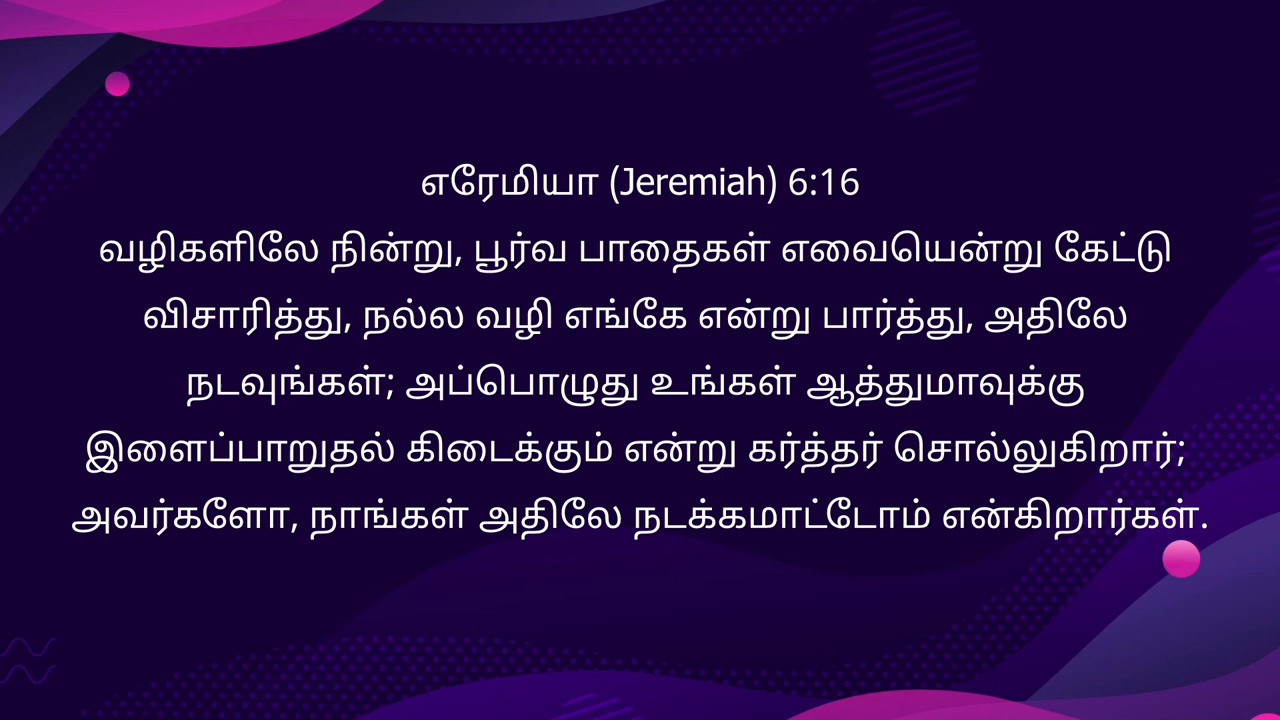 எரேமியா (Jeremiah) 6:16
வழிகளிலே நின்று, பூர்வ பாதைகள் எவையென்று கேட்டு
விசாரித்து, நல்ல வழி எங்கே என்று பார்த்து, அதிலே
நடவுங்கள்; அப்பொழுது உங்கள் ஆத்துமாவுக்கு
இளைப்பாறுதல் கிடைக்கும் என்று கர்த்தர் சொல்லுகிறார்;
அவர்களோ, நாங்கள் அதிலே நடக்கமாட்டோம் என்கிறார்கள்.